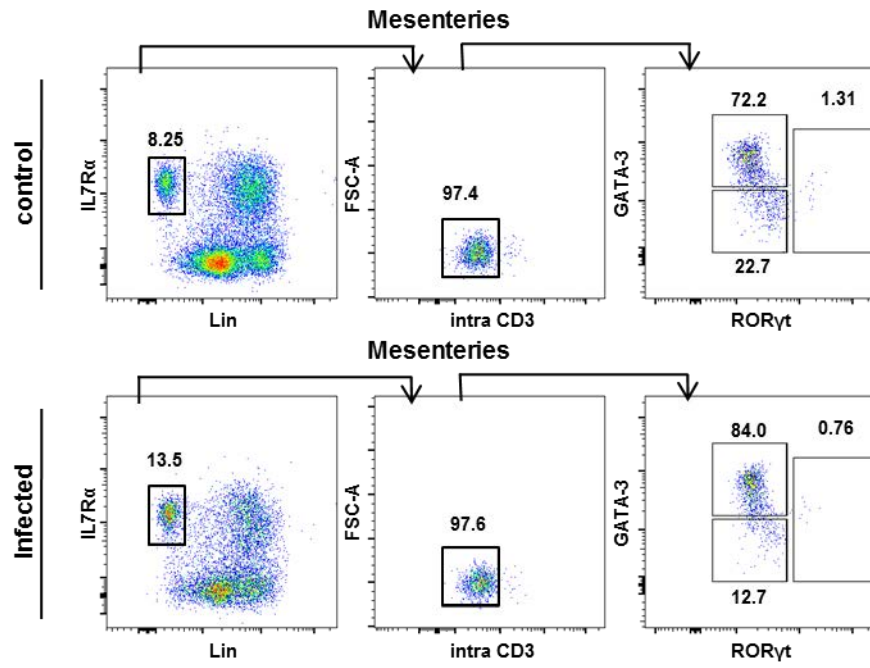 Mesenteries
control
IL7Rα
8.25
Lin
FSC-A
97.4
intra CD3
GATA-3
72.2
1.31
22.7
RORγt
Mesenteries
Infected
IL7Rα
13.5
Lin
FSC-A
97.6
intra CD3
GATA-3
84.0
0.76
12.7
RORγt